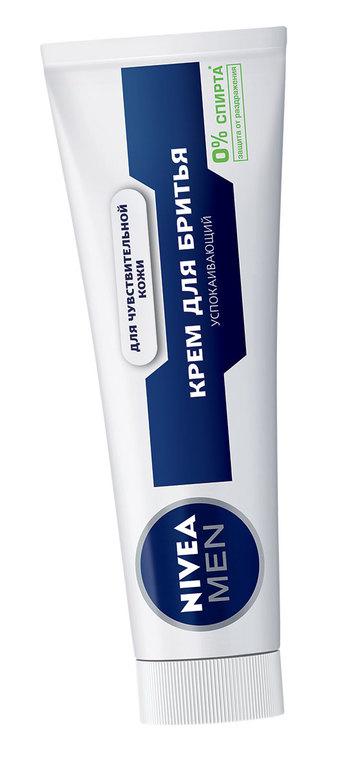 0% СПИРТА*
защита от раздражения
ДЛЯ ЧУВСТВИТЕЛЬНОЙ
КОЖИ
КРЕМ ДЛЯ БРИТЬЯ
УСПОКАИВАЮЩИЙ
NIVEA
MEN